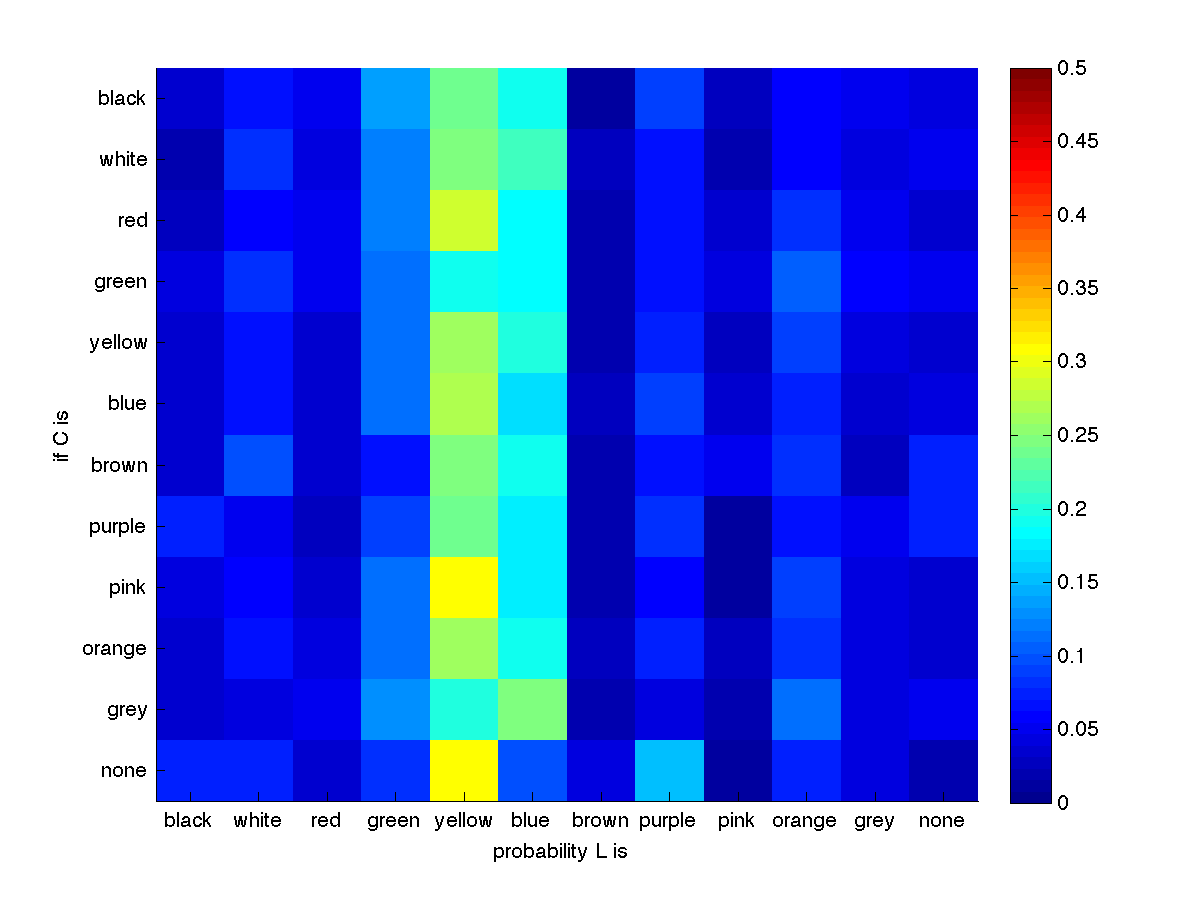 black
white
red
green
yellow
blue
brown
purple
pink
orange
grey
none
if C is
black white red green yellow blue brown purple pink orange grey none
probability L is
0.5
0.45
0.4
0.35
0.3
0.25
0.2
0.15
0.1
0.05
0